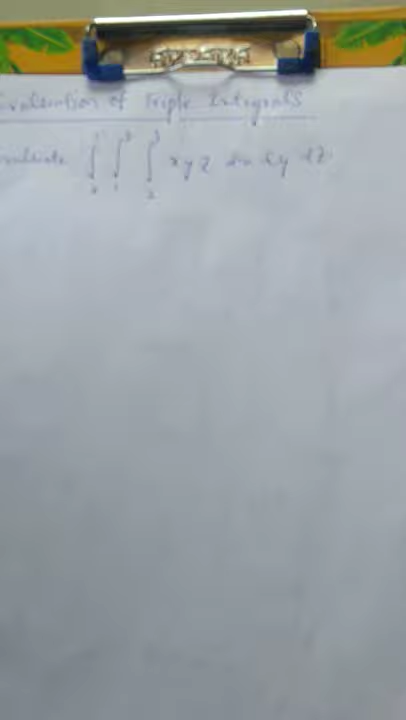 Evaluation of Triple Integrals
Evaluate ∫ ∫ ∫ xyz dx dy dz